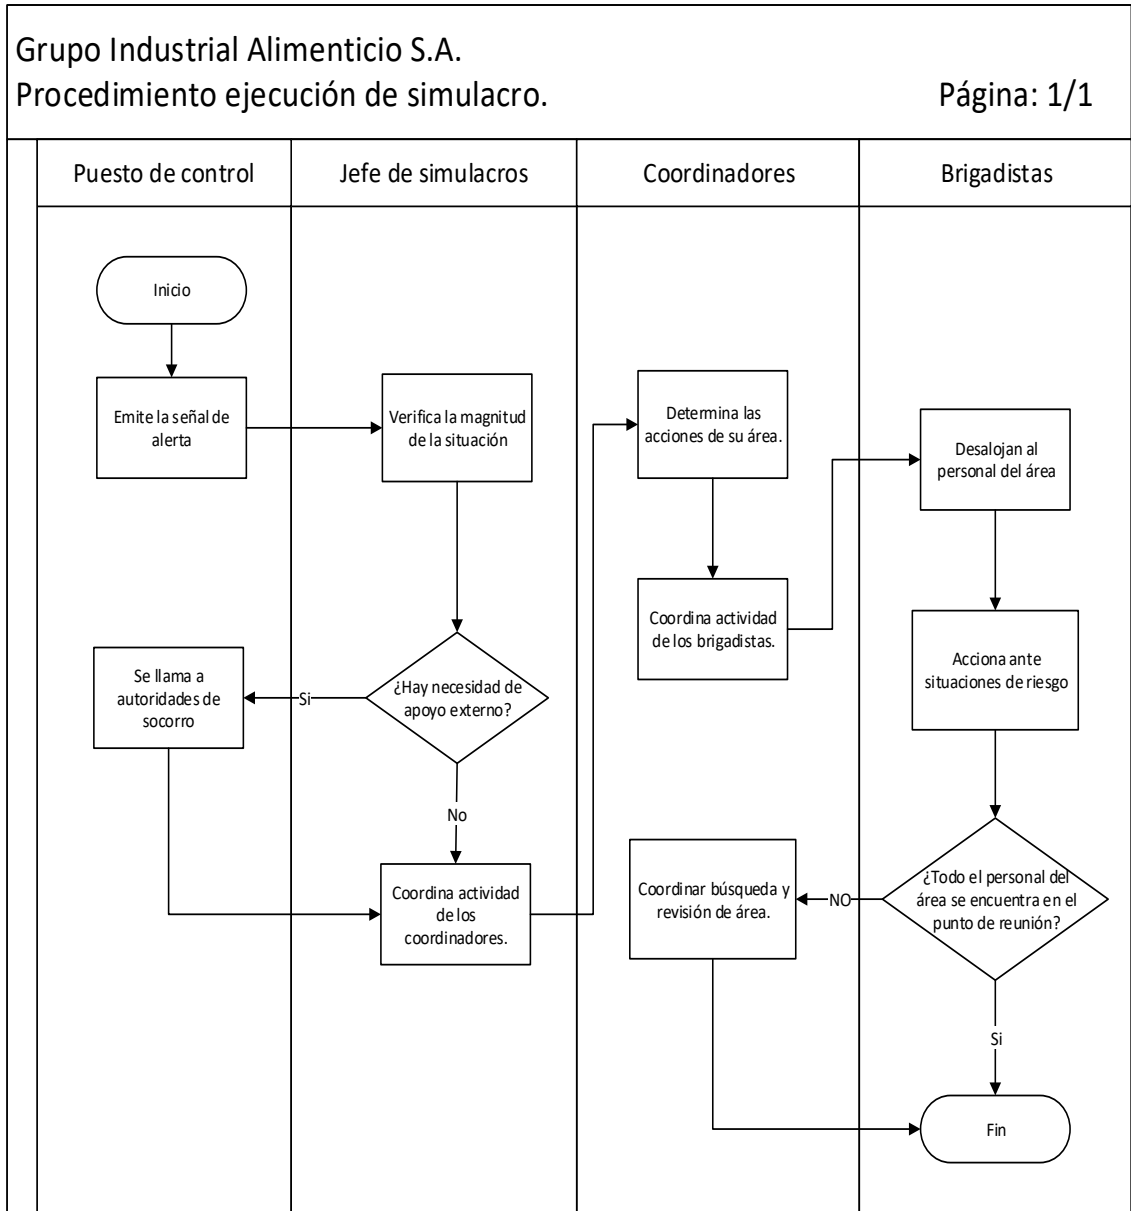 Grupo Industrial Alimenticio S.A.
Procedimiento ejecución de simulacro.
Página: 1/1
Puesto de control
Jefe de simulacros
Coordinadores
Brigadistas
Inicio
Emite la señal de
alerta
Verifica la magnitud
de la situación
Determina las
acciones de su área.
Desalojan al
personal del área
Coordina actividad
de los brigadistas.
Acciona ante
situaciones de riesgo
Se llama a
autoridades de
socorro
Si
¿Hay necesidad de
apoyo externo?
No
Coordina actividad
de los
coordinadores.
Coordinar búsqueda y
revisión de área.
NO
¿Todo el personal del
área se encuentra en el
punto de reunión?
Si
Fin